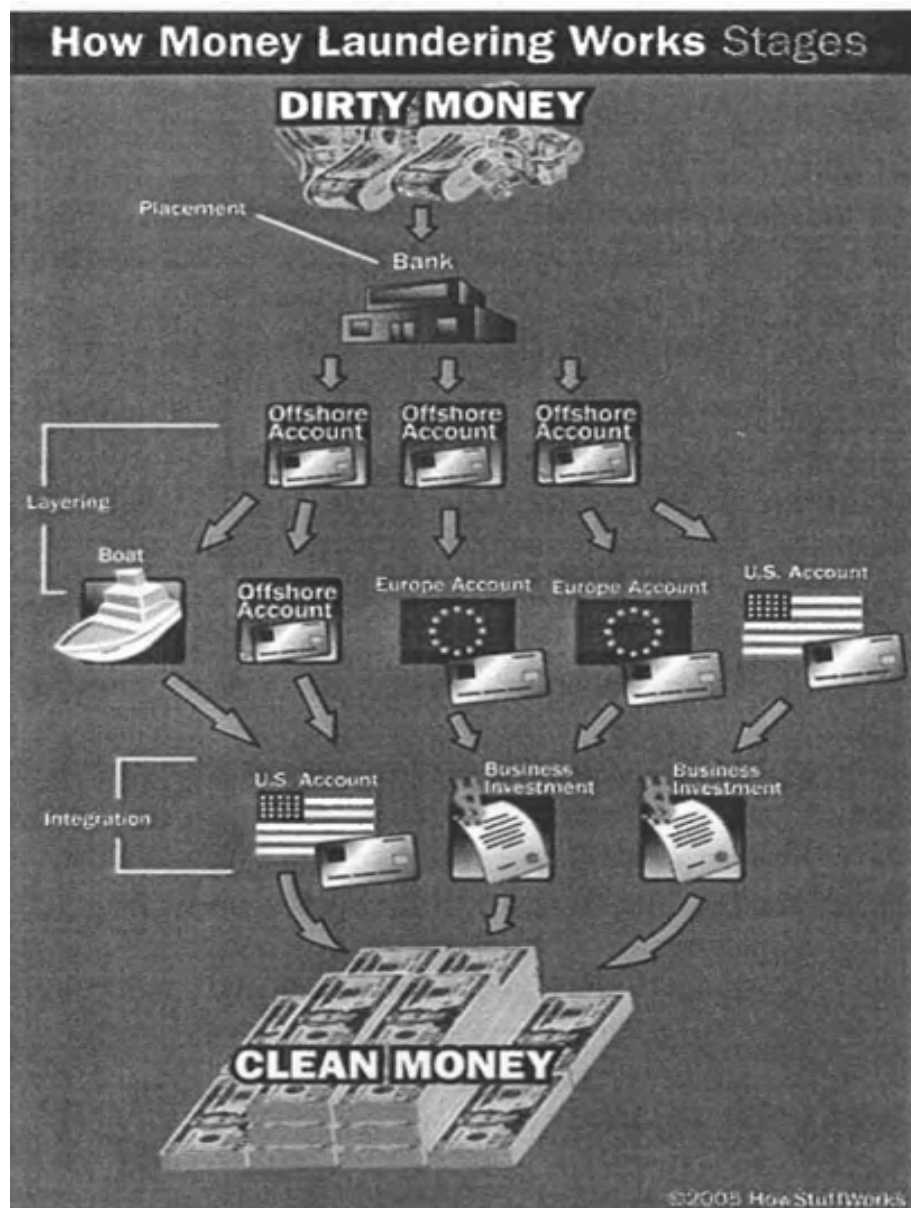 How Money Laundering Works Stages
DIRTY MONEY
Placement
Bank
Offshore Account
Offshore Account
Offshore Account
Layering
Boat
Offshore Account
Europe Account
Europe Account
U.S. Account
Integration
U.S. Account
Business Investment
Business Investment
CLEAN MONEY
©2005 HowStuffWorks